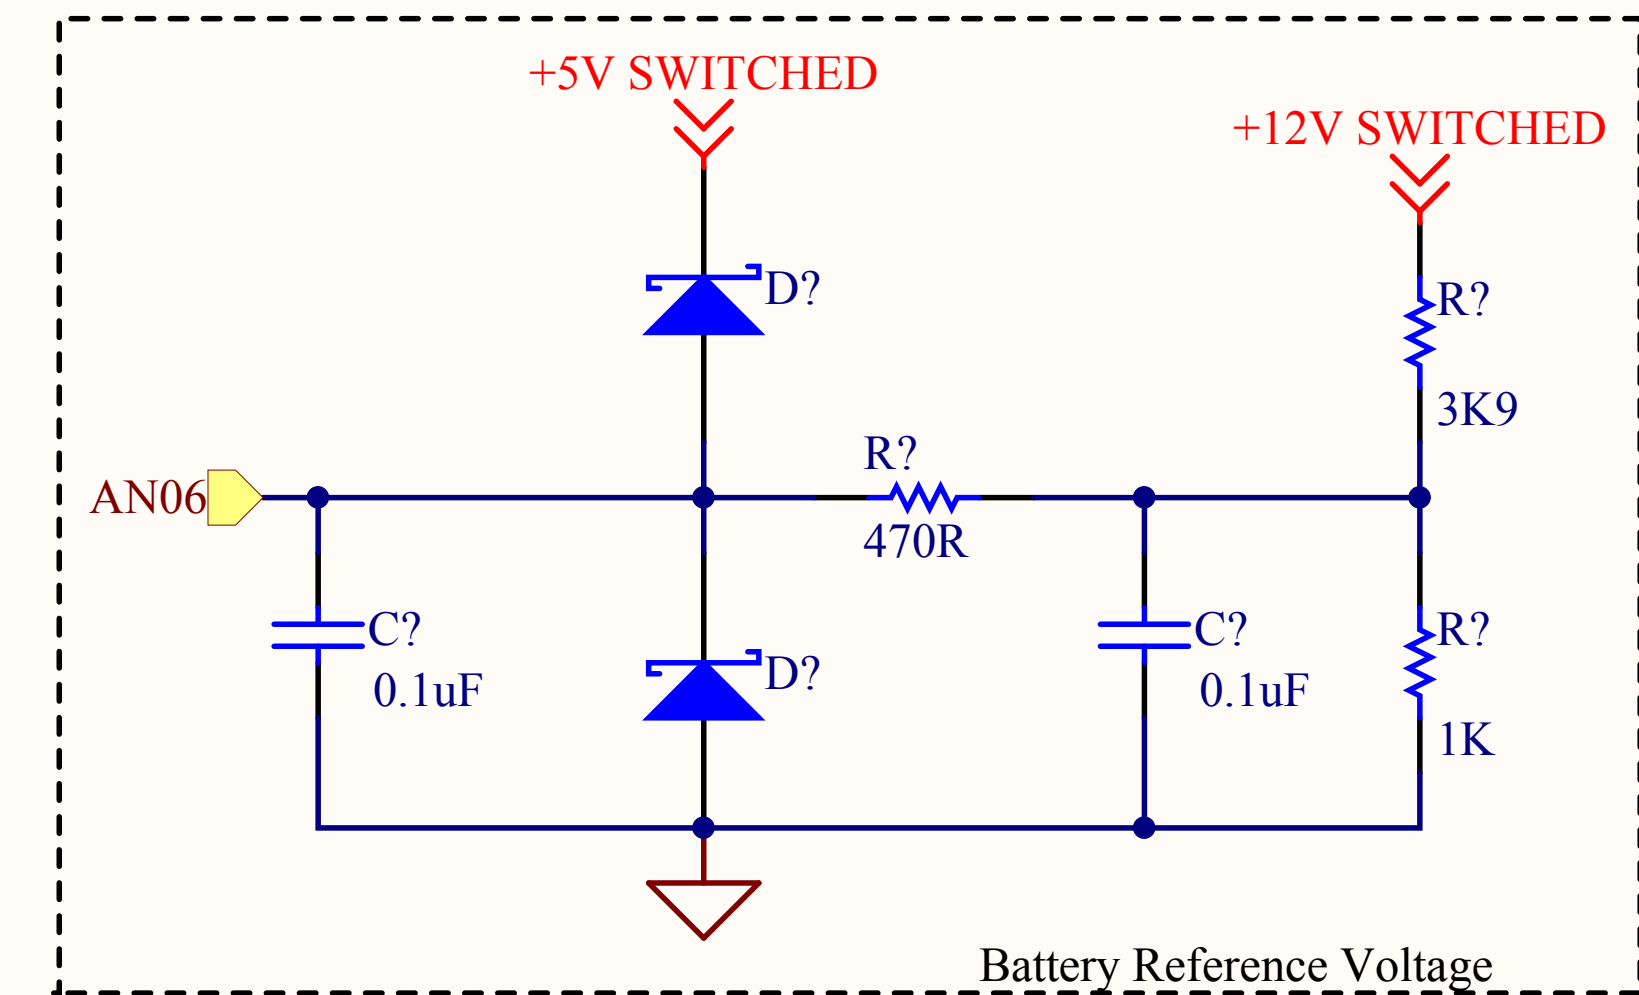 +5V SWITCHED
+12V SWITCHED
D?
R?
3K9
R?
AN06
470R
C?
0.1uF
D?
C?
0.1uF
R?
1K
Battery Reference Voltage